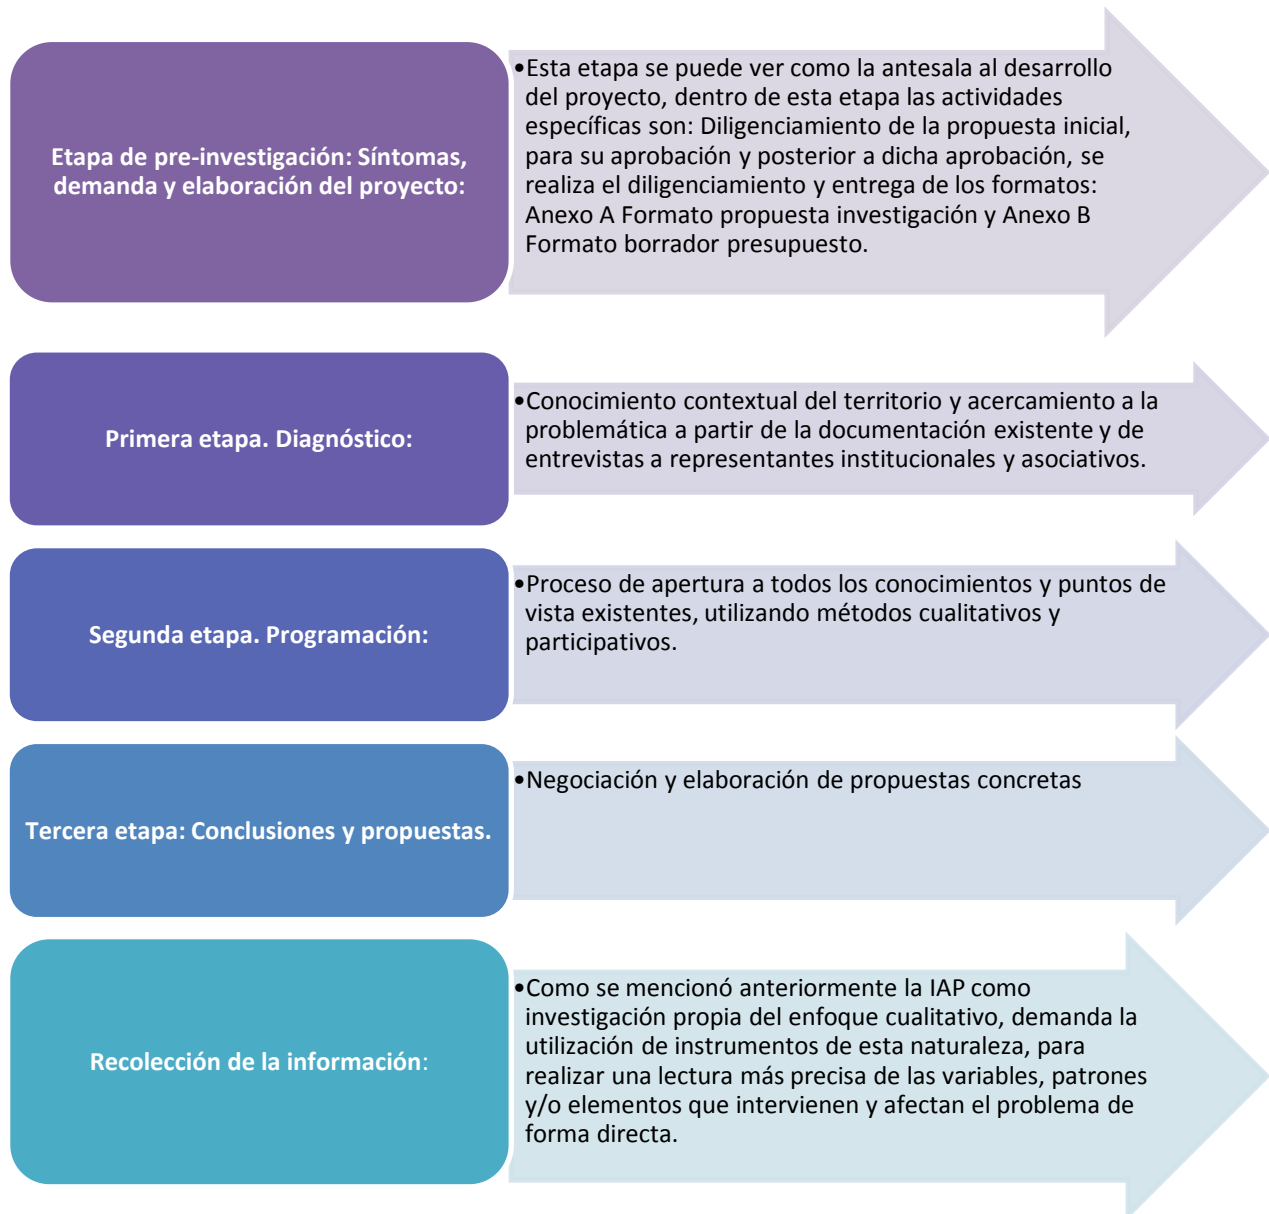 Etapa de pre-investigación: Síntomas,
demanda y elaboración del proyecto:
•Esta etapa se puede ver como la antesala al desarrollo
del proyecto, dentro de esta etapa las actividades
específicas son: Diligenciamiento de la propuesta inicial,
para su aprobación y posterior a dicha aprobación, se
realiza el diligenciamiento y entrega de los formatos:
Anexo A Formato propuesta investigación y Anexo B
Formato borrador presupuesto.
Primera etapa. Diagnóstico:
•Conocimiento contextual del territorio y acercamiento a la
problemática a partir de la documentación existente y de
entrevistas a representantes institucionales y asociativos.
Segunda etapa. Programación:
•Proceso de apertura a todos los conocimientos y puntos de
vista existentes, utilizando métodos cualitativos y
participativos.
Tercera etapa: Conclusiones y propuestas.
•Negociación y elaboración de propuestas concretas
Recolección de la información:
•Como se mencionó anteriormente la IAP como
investigación propia del enfoque cualitativo, demanda la
utilización de instrumentos de esta naturaleza, para
realizar una lectura más precisa de las variables, patrones
y/o elementos que intervienen y afectan el problema de
forma directa.